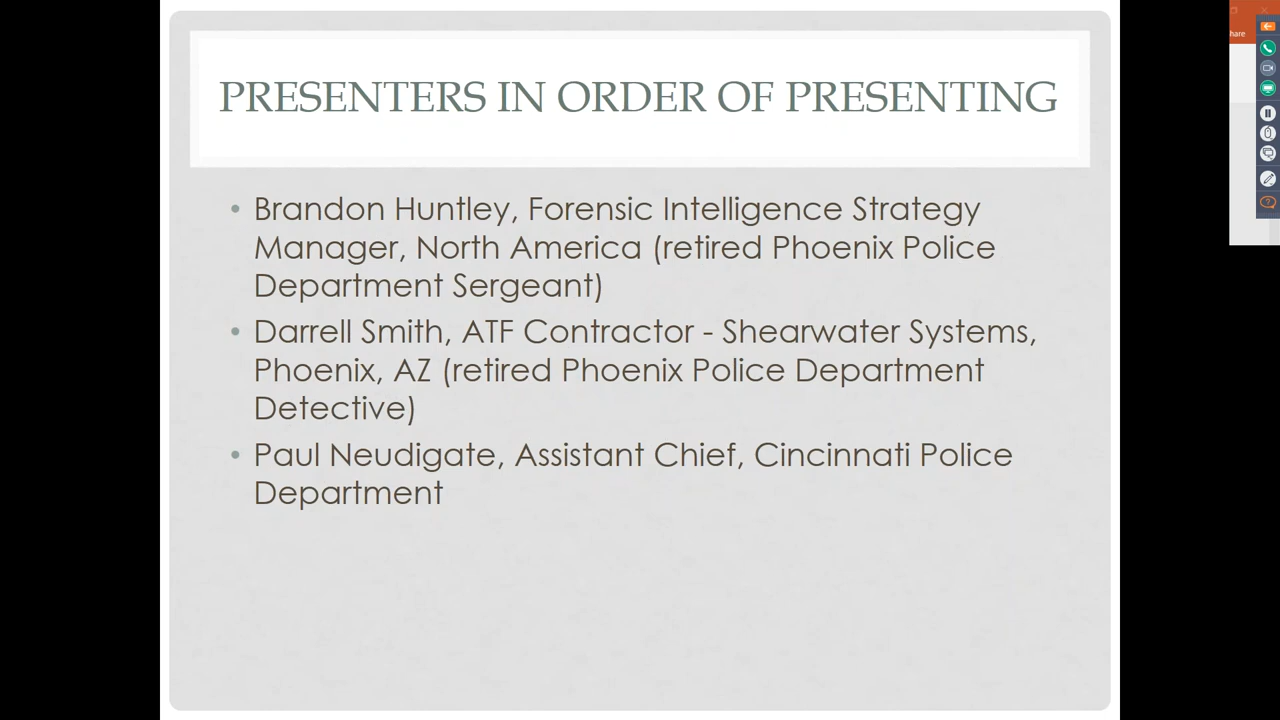 PRESENTERS IN ORDER OF PRESENTING
• Brandon Huntley, Forensic Intelligence Strategy
Manager, North America (retired Phoenix Police
Department Sergeant)
• Darrell Smith, ATF Contractor - Shearwater Systems,
Phoenix, AZ (retired Phoenix Police Department
Detective)
• Paul Neudigate, Assistant Chief, Cincinnati Police
Department
hare